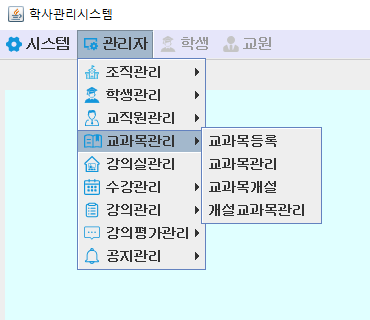 학사관리시스템
시스템 관리자 학생 교원
조직관리
학생관리
교직원관리
교과목관리
교과목등록
교과목관리
교과목개설
개설교과목관리
강의실관리
수강관리
강의관리
강의평가관리
공지관리